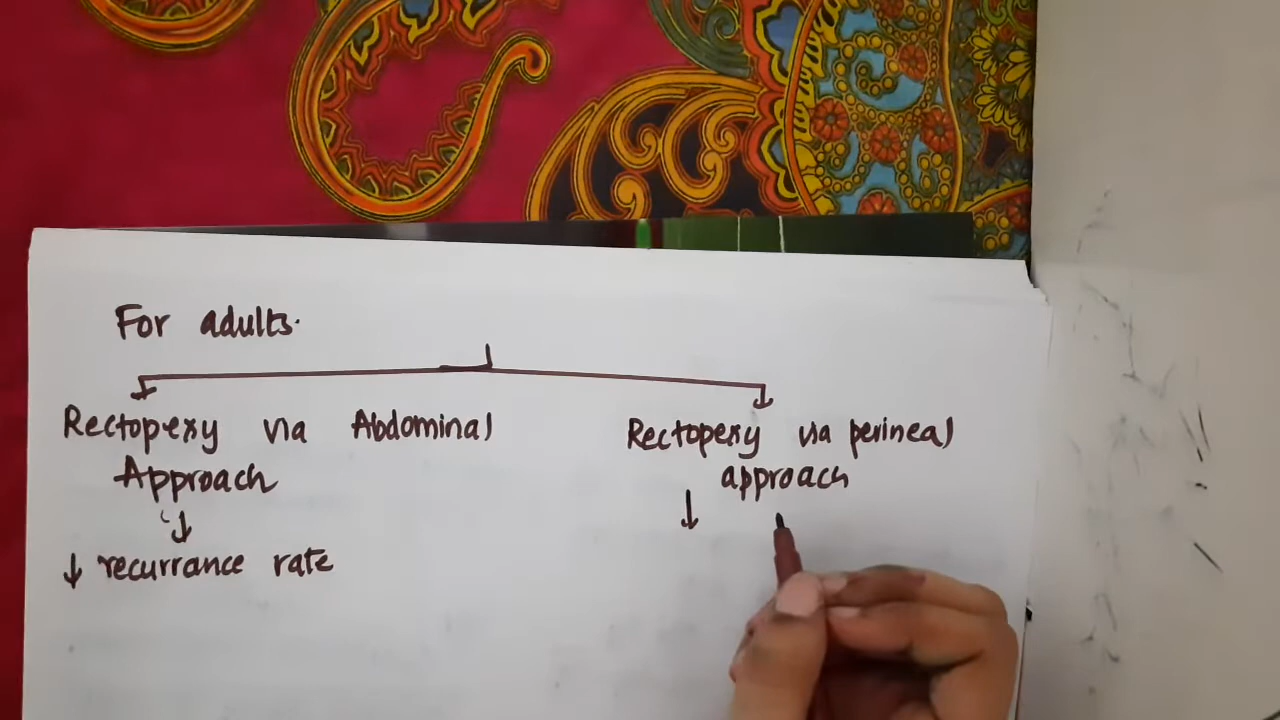 For adults.
Rectopexy via Abdominal
Approach
↓ recurrance rate
Rectopexy via perineal
approach
↓